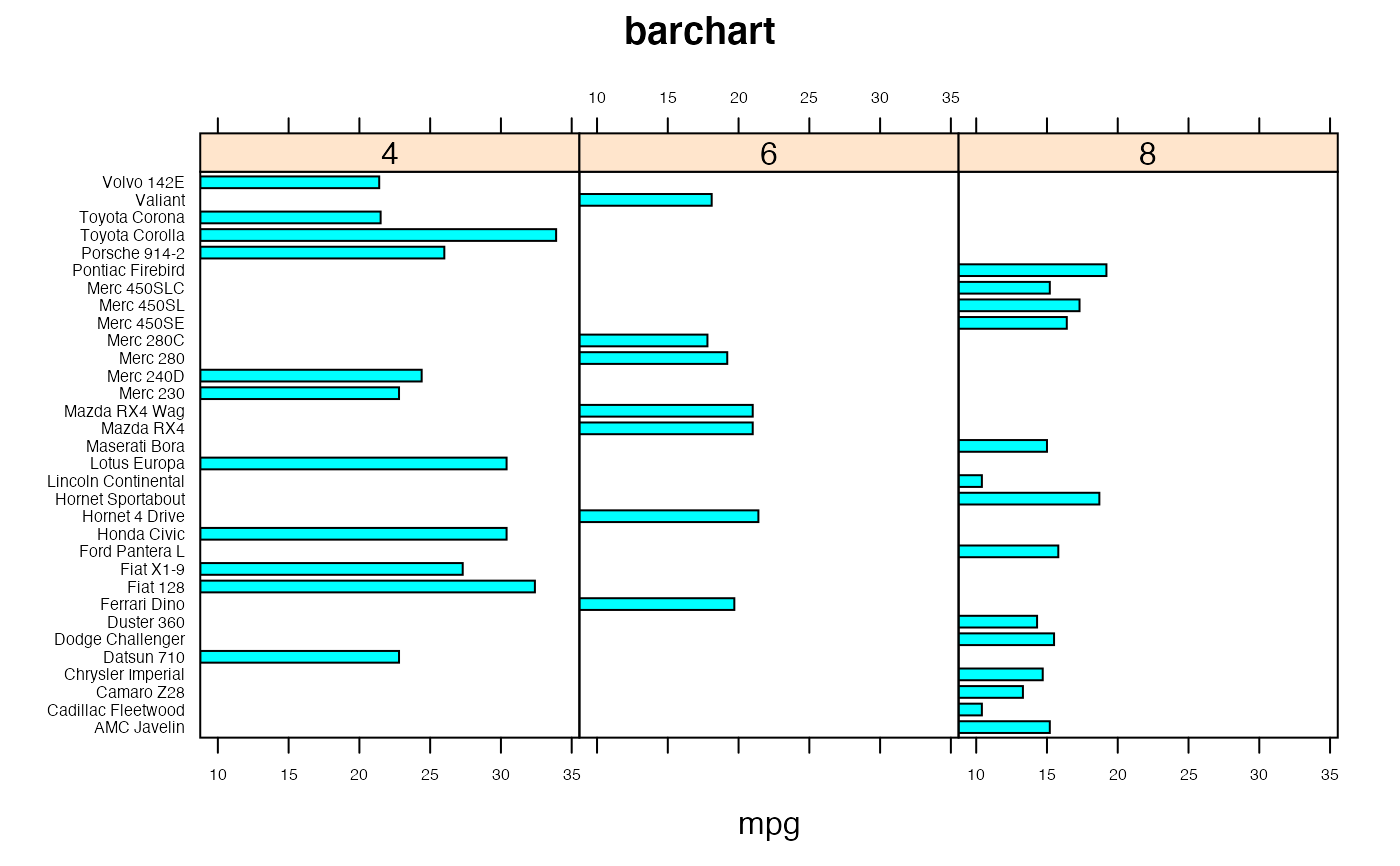 barchart
10 15 20 25 30 35
4 6 8
Volvo 142E
Valiant
Toyota Corona
Toyota Corolla
Porsche 914-2
Pontiac Firebird
Merc 450SLC
Merc 450SL
Merc 450SE
Merc 280C
Merc 280
Merc 240D
Merc 230
Mazda RX4 Wag
Mazda RX4
Maserati Bora
Lotus Europa
Lincoln Continental
Hornet Sportabout
Hornet 4 Drive
Honda Civic
Ford Pantera L
Fiat X1-9
Fiat 128
Ferrari Dino
Duster 360
Dodge Challenger
Datsun 710
Chrysler Imperial
Camaro Z28
Cadillac Fleetwood
AMC Javelin
10 15 20 25 30 35 10 15 20 25 30 35
mpg